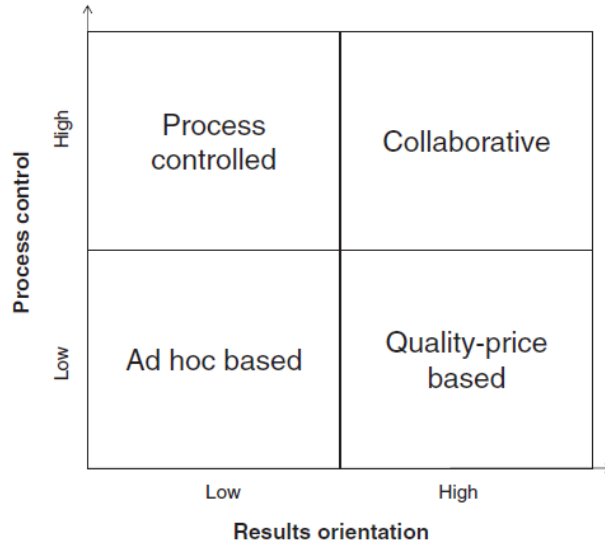 Process control
High
Low
Process
controlled
Collaborative
Ad hoc based
Quality-price
based
Low
High
Results orientation